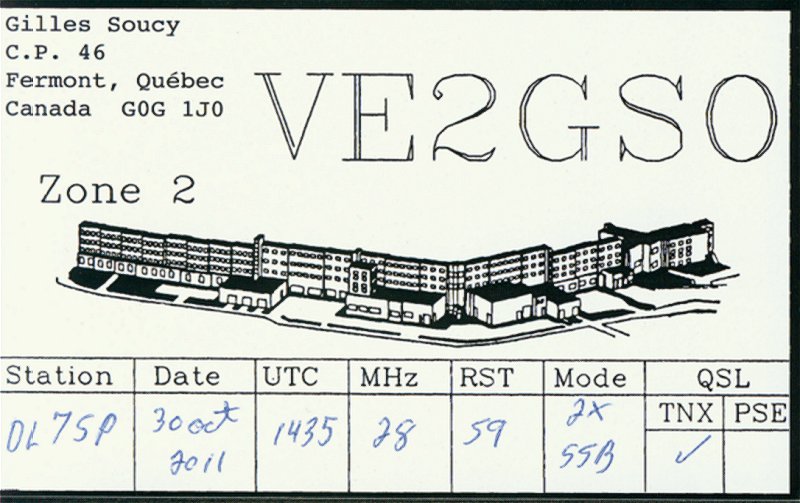 Gilles Soucy
C.P. 46
Fermont, Québec
Canada G0G 1J0
VE2GSO
Zone 2
Station Date UTC MHz RST Mode QSL
TNX PSE
DL7SP 30 oct 2011 1435 28 59 2x SSB ✓